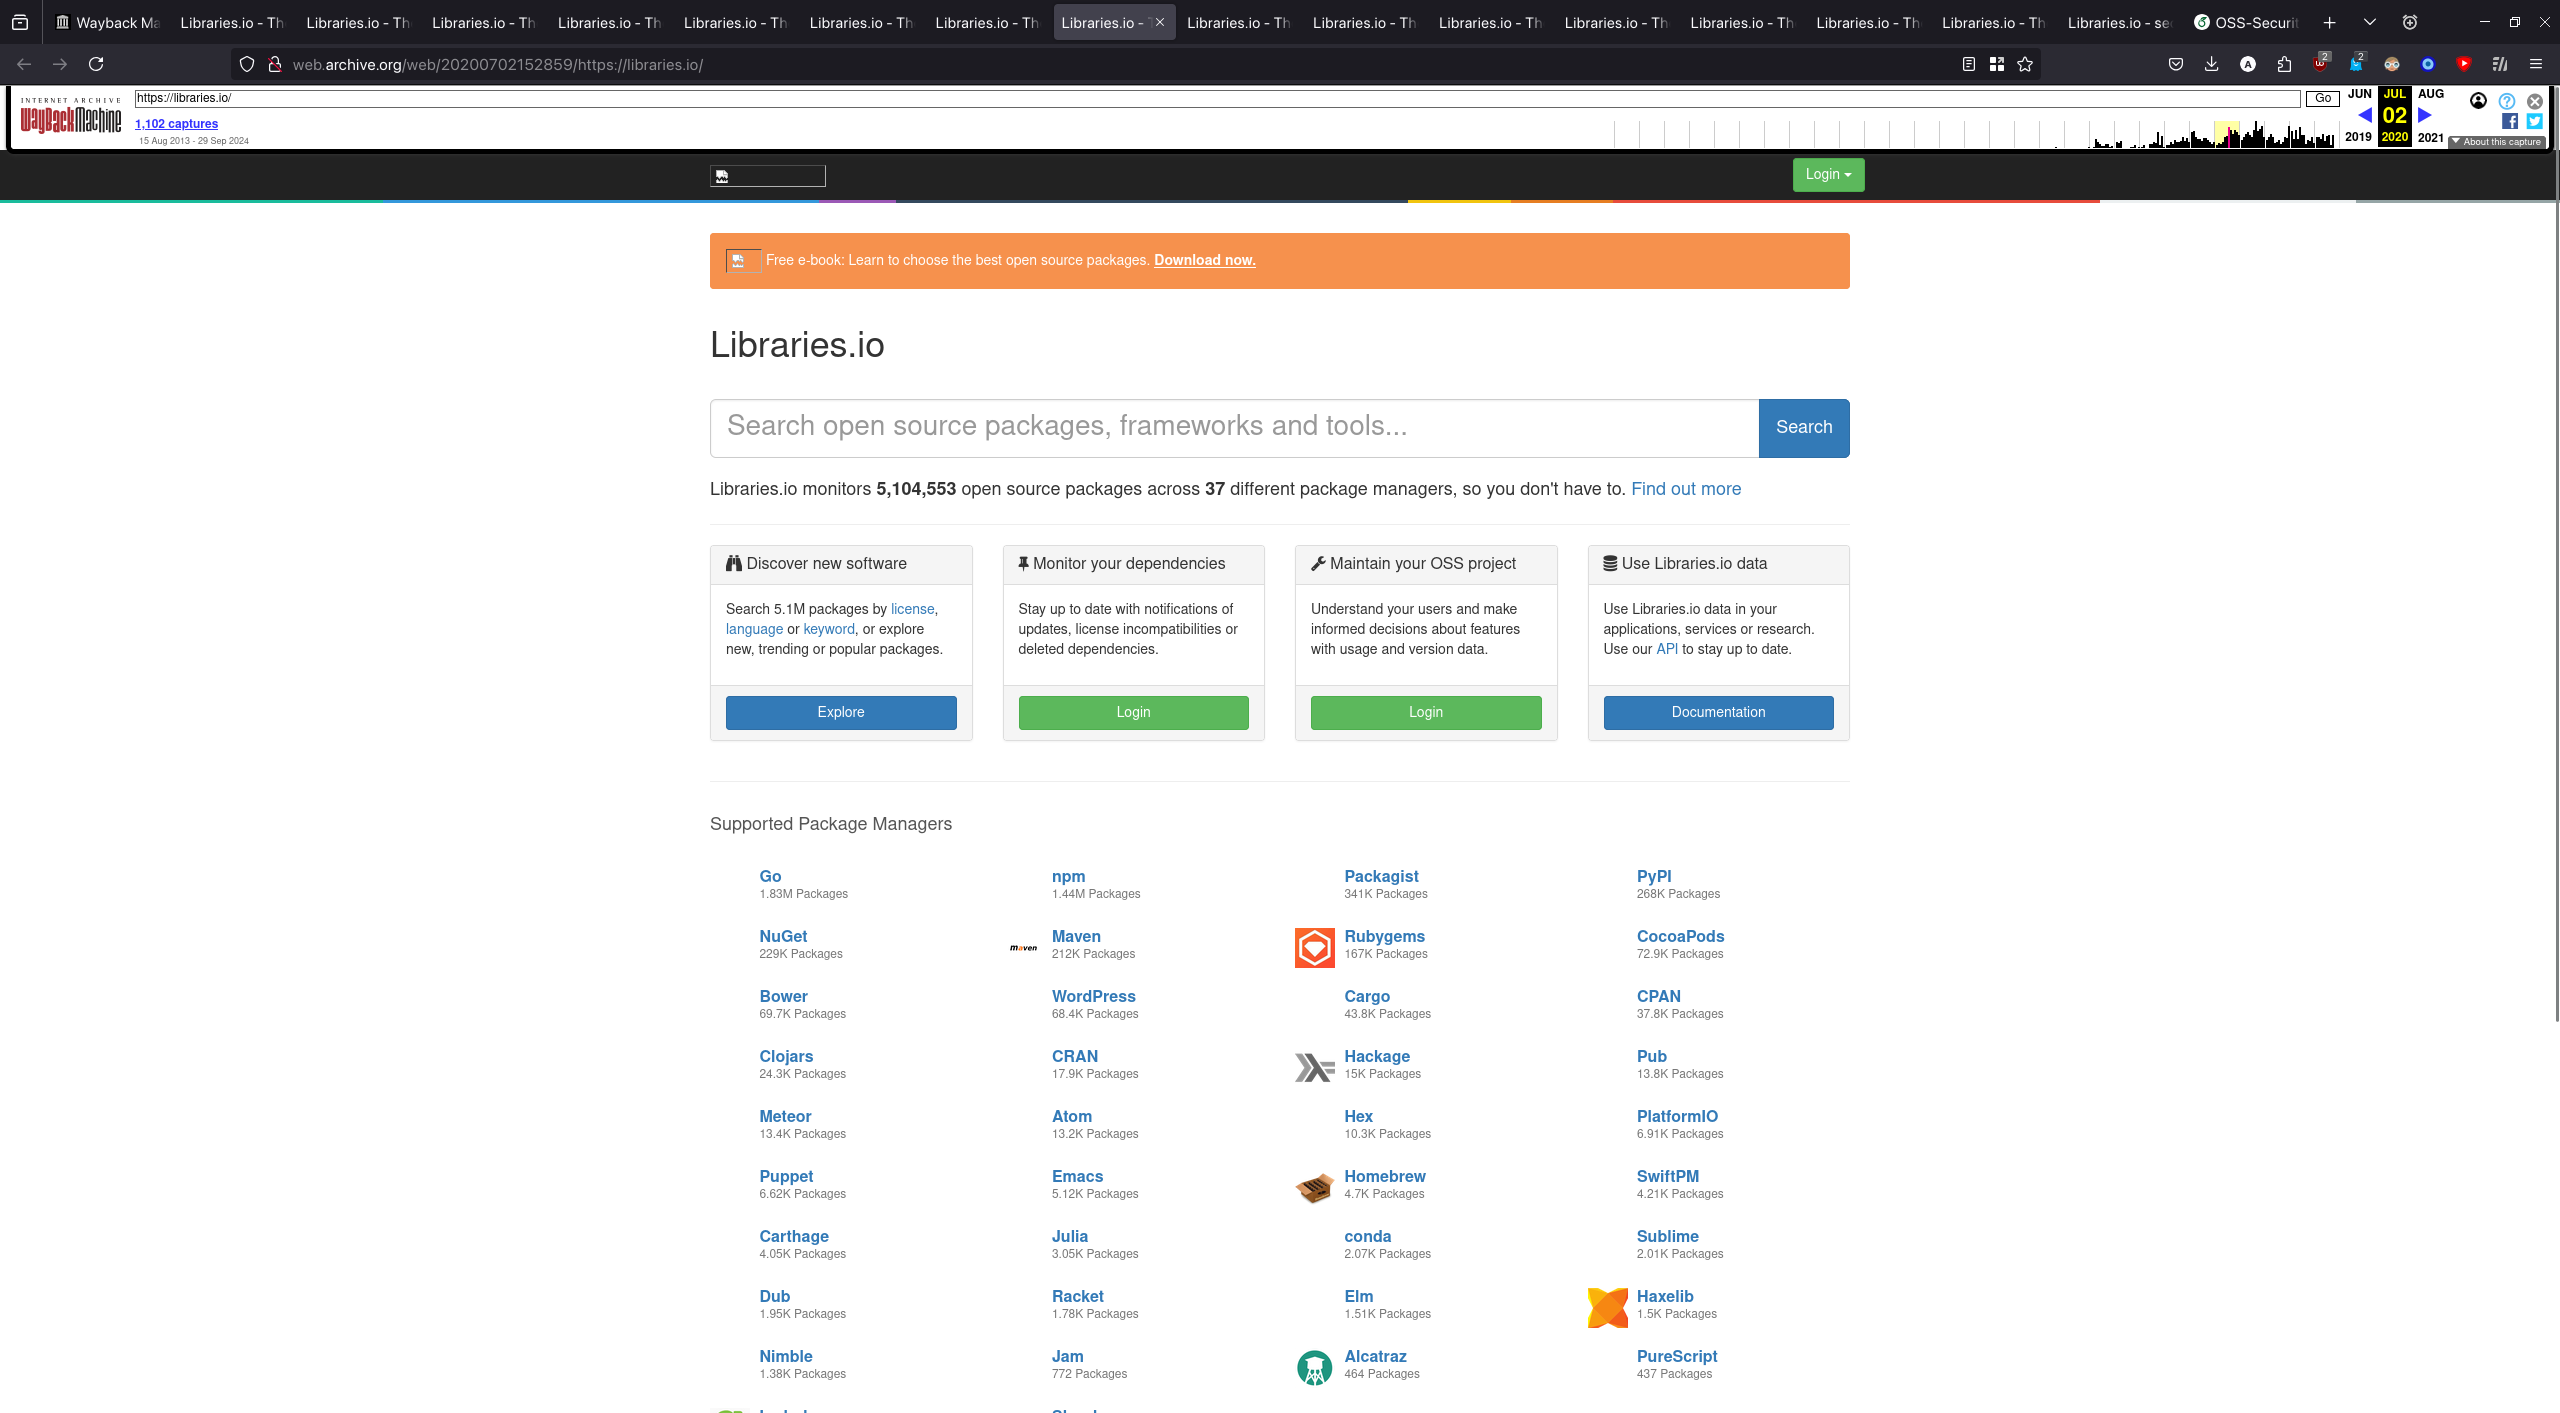 Wayback Ma
Libraries.io - Th
Libraries.io - Th
Libraries.io - Th
Libraries.io - Th
Libraries.io - Th
Libraries.io - Th
Libraries.io - Th
Libraries.io - T
Libraries.io - Th
Libraries.io - Th
Libraries.io - Th
Libraries.io - Th
Libraries.io - Th
Libraries.io - Th
Libraries.io - Th
Libraries.io - se
OSS-Securit
web.archive.org/web/20200702152859/https://libraries.io/
2
2
INTERNET ARCHIVE
WayBackMachine
https://libraries.io/
Go
JUN JUL AUG
1,102 captures
02
15 Aug 2013 - 29 Sep 2024
2019 2020 2021
About this capture
Login
Free e-book: Learn to choose the best open source packages. Download now.
Libraries.io
Search open source packages, frameworks and tools...
Search
Libraries.io monitors 5,104,553 open source packages across 37 different package managers, so you don't have to. Find out more
Discover new software
Search 5.1M packages by license,
language or keyword, or explore
new, trending or popular packages.
Explore
Monitor your dependencies
Stay up to date with notifications of
updates, license incompatibilities or
deleted dependencies.
Login
Maintain your OSS project
Understand your users and make
informed decisions about features
with usage and version data.
Login
Use Libraries.io data
Use Libraries.io data in your
applications, services or research.
Use our API to stay up to date.
Documentation
Supported Package Managers
Go
1.83M Packages
npm
1.44M Packages
Packagist
341K Packages
PyPI
268K Packages
NuGet
229K Packages
maven
Maven
212K Packages
Rubygems
167K Packages
CocoaPods
72.9K Packages
Bower
69.7K Packages
WordPress
68.4K Packages
Cargo
43.8K Packages
CPAN
37.8K Packages
Clojars
24.3K Packages
CRAN
17.9K Packages
Hackage
15K Packages
Pub
13.8K Packages
Meteor
13.4K Packages
Atom
13.2K Packages
Hex
10.3K Packages
PlatformIO
6.91K Packages
Puppet
6.62K Packages
Emacs
5.12K Packages
Homebrew
4.7K Packages
SwiftPM
4.21K Packages
Carthage
4.05K Packages
Julia
3.05K Packages
conda
2.07K Packages
Sublime
2.01K Packages
Dub
1.95K Packages
Racket
1.78K Packages
Elm
1.51K Packages
Haxelib
1.5K Packages
Nimble
1.38K Packages
Jam
772 Packages
Alcatraz
464 Packages
PureScript
437 Packages